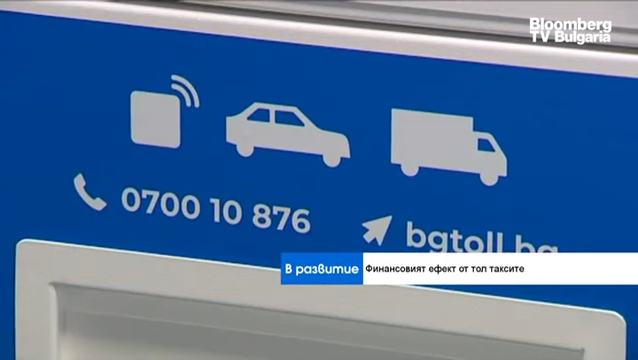 Bloomberg
TV Bulgaria
0700 10 876
bgtoll.bg
В развитие
Финансовият ефект от тол таксите